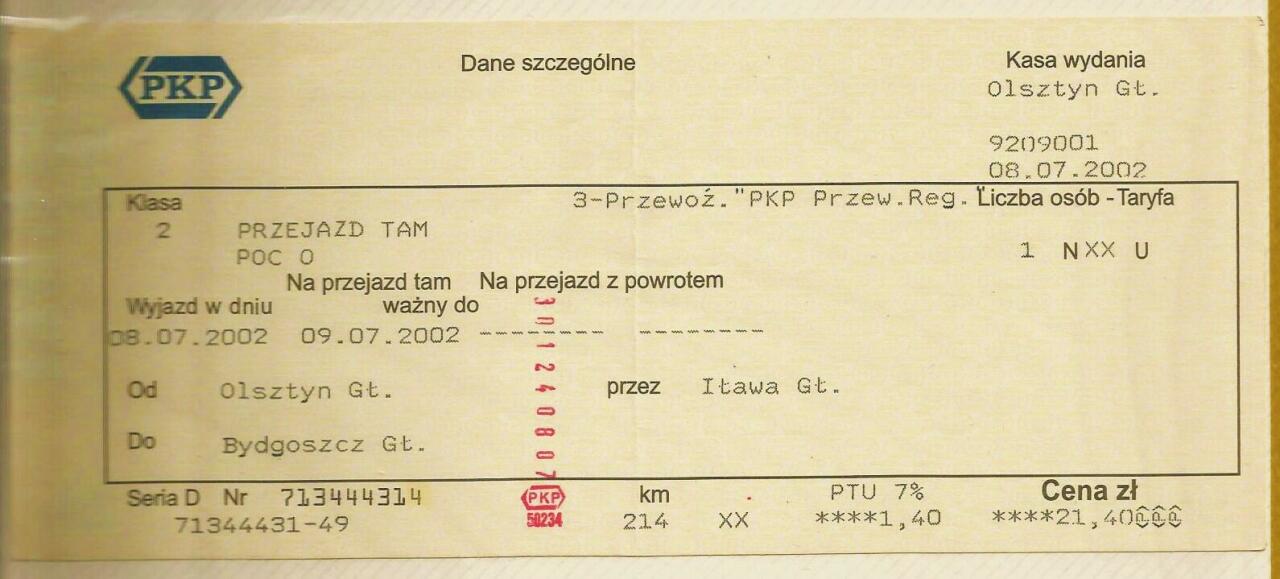 PKP
Dane szczególne
Kasa wydania
Olsztyn Gł.
9209001
08.07.2002
Klasa
3-Przewoź."PKP Przew.Reg."
Liczba osób - Taryfa
2 PRZEJAZD TAM
POC O
1 N XX U
Na przejazd tam Na przejazd z powrotem
Wyjazd w dniu ważny do
08.07.2002 09.07.2002 -------- --------
Od Olsztyn Gł. przez Iława Gł.
Do Bydgoszcz Gł.
301240807
Seria D Nr 713444314 km PTU 7% Cena zł
71344431-49 214 XX ****1,40 ****21,40
PKP
50234